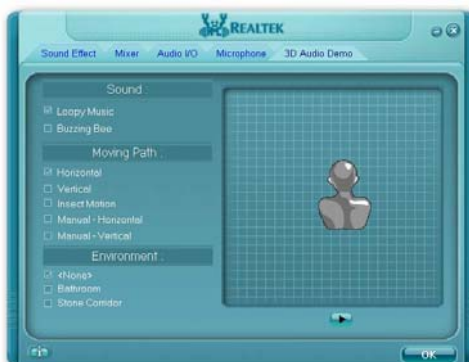 REALTEK
Sound Effect Mixer Audio I/O Microphone 3D Audio Demo
Sound :
Loopy Music
Buzzing Bee
Moving Path :
Horizontal
Vertical
Insect Motion
Manual - Horizontal
Manual - Vertical
Environment :
<None>
Bathroom
Stone Corridor
OK